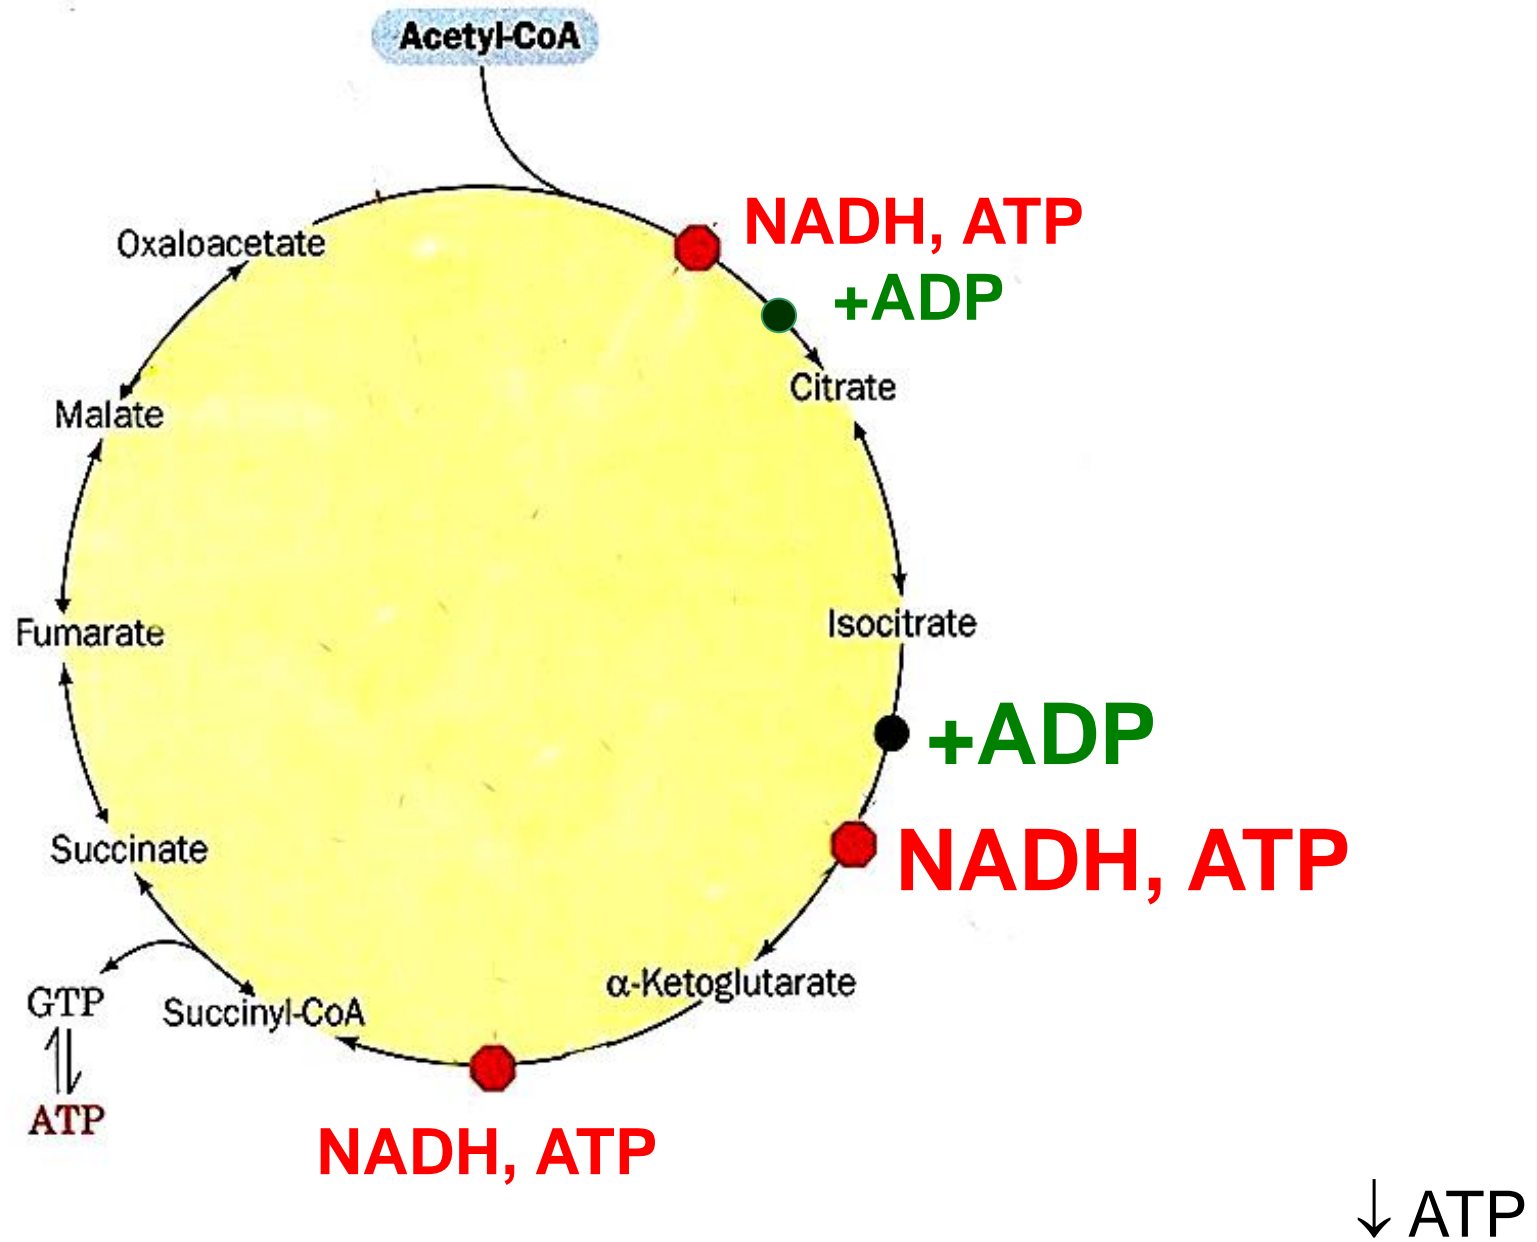 Acetyl-CoA
NADH, ATP
Oxaloacetate
+ADP
Citrate
Malate
Isocitrate
Fumarate
+ADP
Succinate
NADH, ATP
α-Ketoglutarate
GTP
Succinyl-CoA
ATP
NADH, ATP
↓ ATP